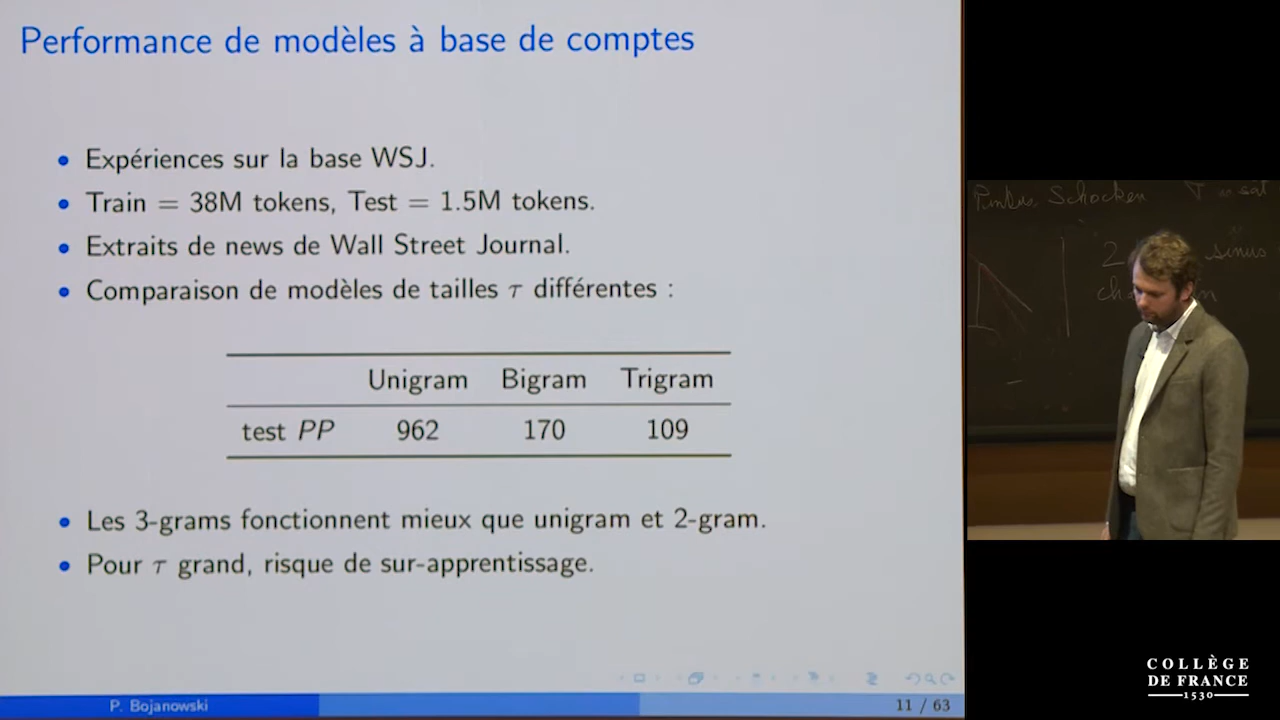 Performance de modèles à base de comptes
• Expériences sur la base WSJ.
• Train = 38M tokens, Test = 1.5M tokens.
• Extraits de news de Wall Street Journal.
• Comparaison de modèles de tailles τ différentes :
Unigram Bigram Trigram
test PP 962 170 109
• Les 3-grams fonctionnent mieux que unigram et 2-gram.
• Pour τ grand, risque de sur-apprentissage.
P. Bojanowski
11 / 63
Schocken
2
sinus
COLLÈGE
DE FRANCE
1530